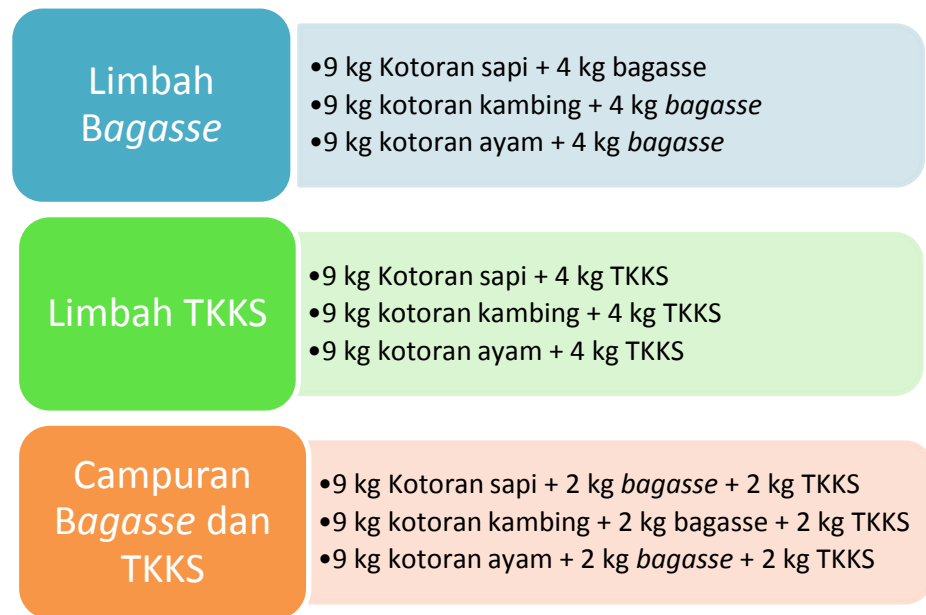 Limbah
Bagasse
•9 kg Kotoran sapi + 4 kg bagasse
•9 kg kotoran kambing + 4 kg bagasse
•9 kg kotoran ayam + 4 kg bagasse
Limbah TKKS
•9 kg Kotoran sapi + 4 kg TKKS
•9 kg kotoran kambing + 4 kg TKKS
•9 kg kotoran ayam + 4 kg TKKS
Campuran
Bagasse dan
TKKS
•9 kg Kotoran sapi + 2 kg bagasse + 2 kg TKKS
•9 kg kotoran kambing + 2 kg bagasse + 2 kg TKKS
•9 kg kotoran ayam + 2 kg bagasse + 2 kg TKKS